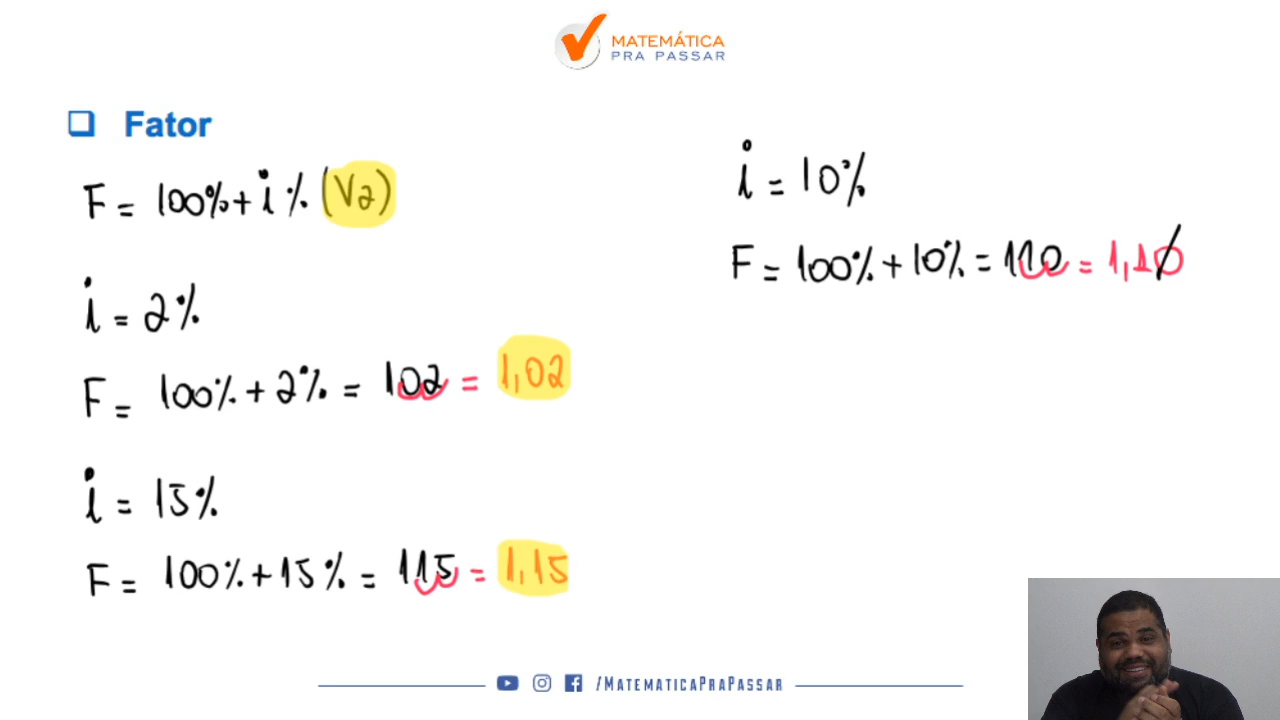 MATEMÁTICA
PRA PASSAR
Fator
F = 100% + i % (V2)
i = 2%
F = 100% + 2% = 102 = 1,02
i = 15%
F = 100% + 15% = 115 = 1,15
i = 10%
F = 100% + 10% = 110 = 1,10
/MatematicaPraPassar